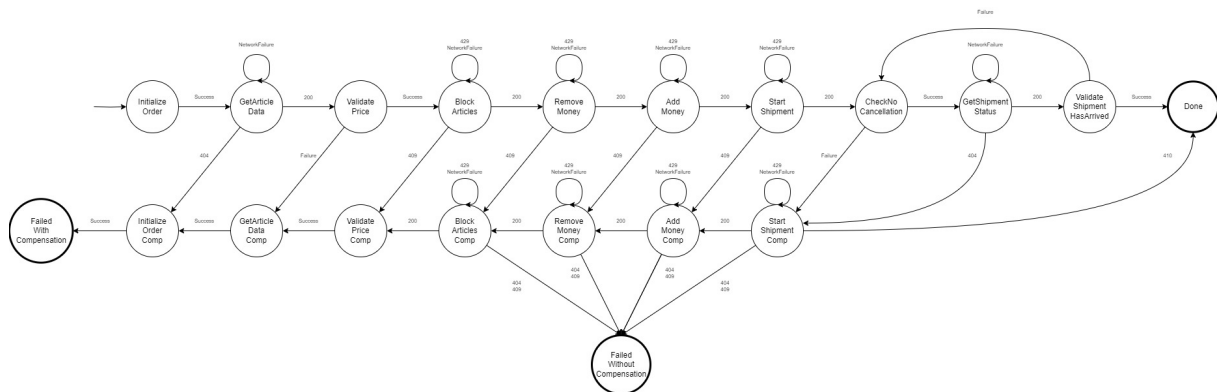 Failure
NetworkFailure
429
NetworkFailure
429
NetworkFailure
429
NetworkFailure
429
NetworkFailure
NetworkFailure
Initialize
Order
Success
GetArticle
Data
200
Validate
Price
Success
Block
Articles
200
Remove
Money
200
Add
Money
200
Start
Shipment
200
CheckNo
Cancellation
Success
GetShipment
Status
200
Validate
Shipment
HasArrived
Success
Done
404
Failure
409
409
409
409
Failure
404
410
429
NetworkFailure
429
NetworkFailure
429
NetworkFailure
429
NetworkFailure
Failed
With
Compensation
Success
Initialize
Order
Comp
Success
GetArticle
Data
Comp
Success
Validate
Price
Comp
200
Block
Articles
Comp
200
Remove
Money
Comp
200
Add
Money
Comp
200
Start
Shipment
Comp
404
409
404
409
404
409
404
409
Failed
Without
Compensation